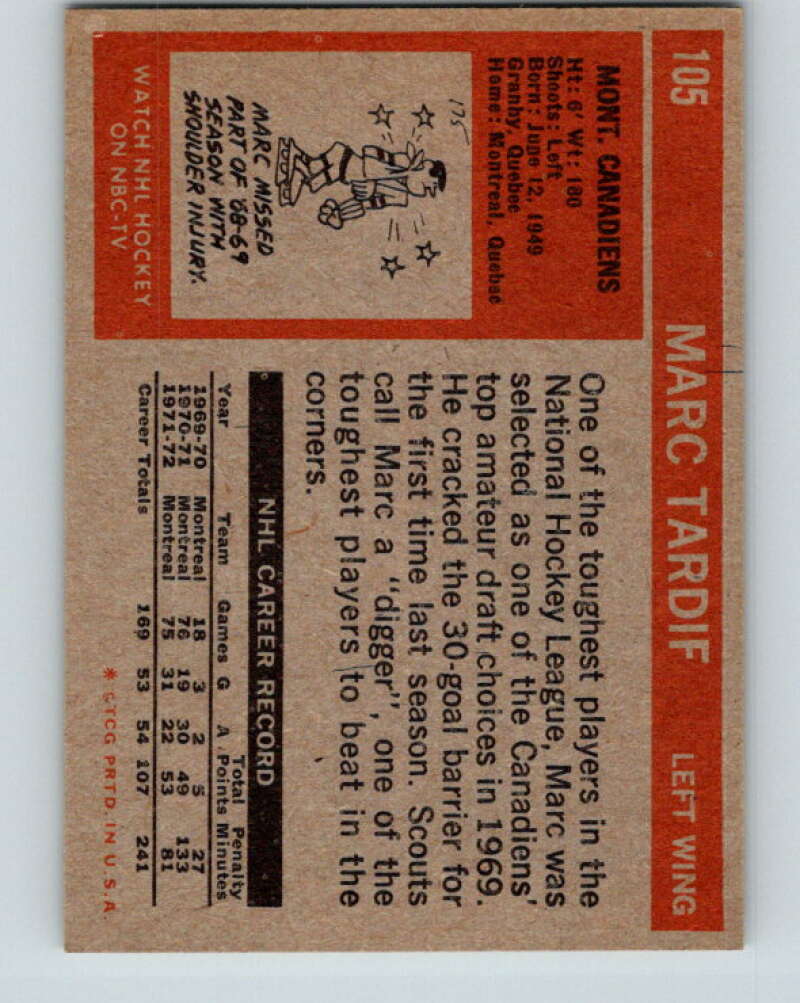 105 MARC TARDIF LEFT WING
MONT. CANADIENS
Ht: 6' Wt: 180
Shoots: Left
Born: June 12, 1949
Granby, Quebec
Home: Montreal, Quebec
175
MARC MISSED
PART OF '68-69
SEASON WITH
SHOULDER INJURY.
WATCH NHL HOCKEY
ON NBC-TV
One of the toughest players in the
National Hockey League, Marc was
selected as one of the Canadiens'
top amateur draft choices in 1969.
He cracked the 30-goal barrier for
the first time last season. Scouts
call Marc a "digger", one of the
toughest players to beat in the
corners.
NHL CAREER RECORD
Total Penalty
Year Team Games G A Points Minutes
1969-70 Montreal 18 3 2 5 27
1970-71 Montreal 76 19 30 49 133
1971-72 Montreal 75 31 22 53 81
Career Totals 169 53 54 107 241
* ©TCG PRTD. IN U.S.A.